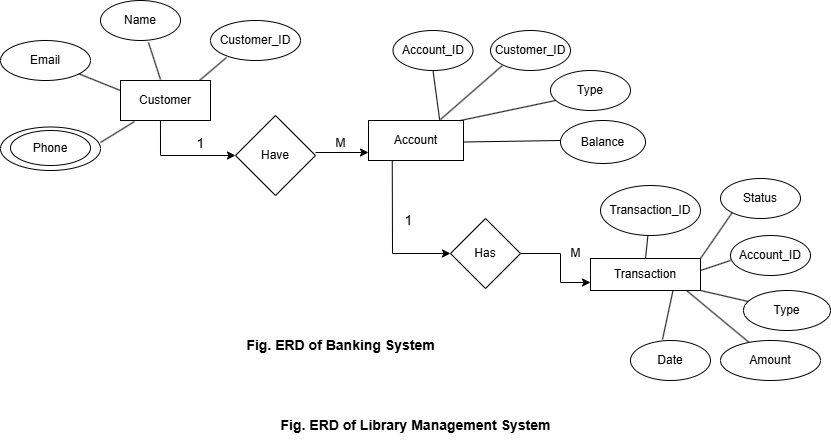 Name
Customer_ID
Email
Customer
Phone
1
Have
M
Account_ID
Customer_ID
Type
Account
Balance
1
Has
M
Transaction_ID
Status
Account_ID
Transaction
Type
Date
Amount
Fig. ERD of Banking System
Fig. ERD of Library Management System